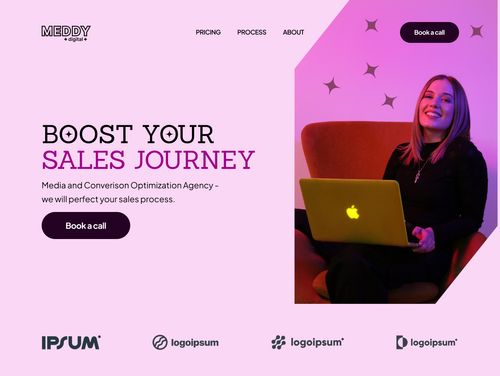 MEDDY
digital
PRICING PROCESS ABOUT
Book a call
BOOST YOUR
SALES JOURNEY
Media and Converison Optimization Agency -
we will perfect your sales process.
Book a call
IPSUM
logoipsum
logoipsum
logoipsum